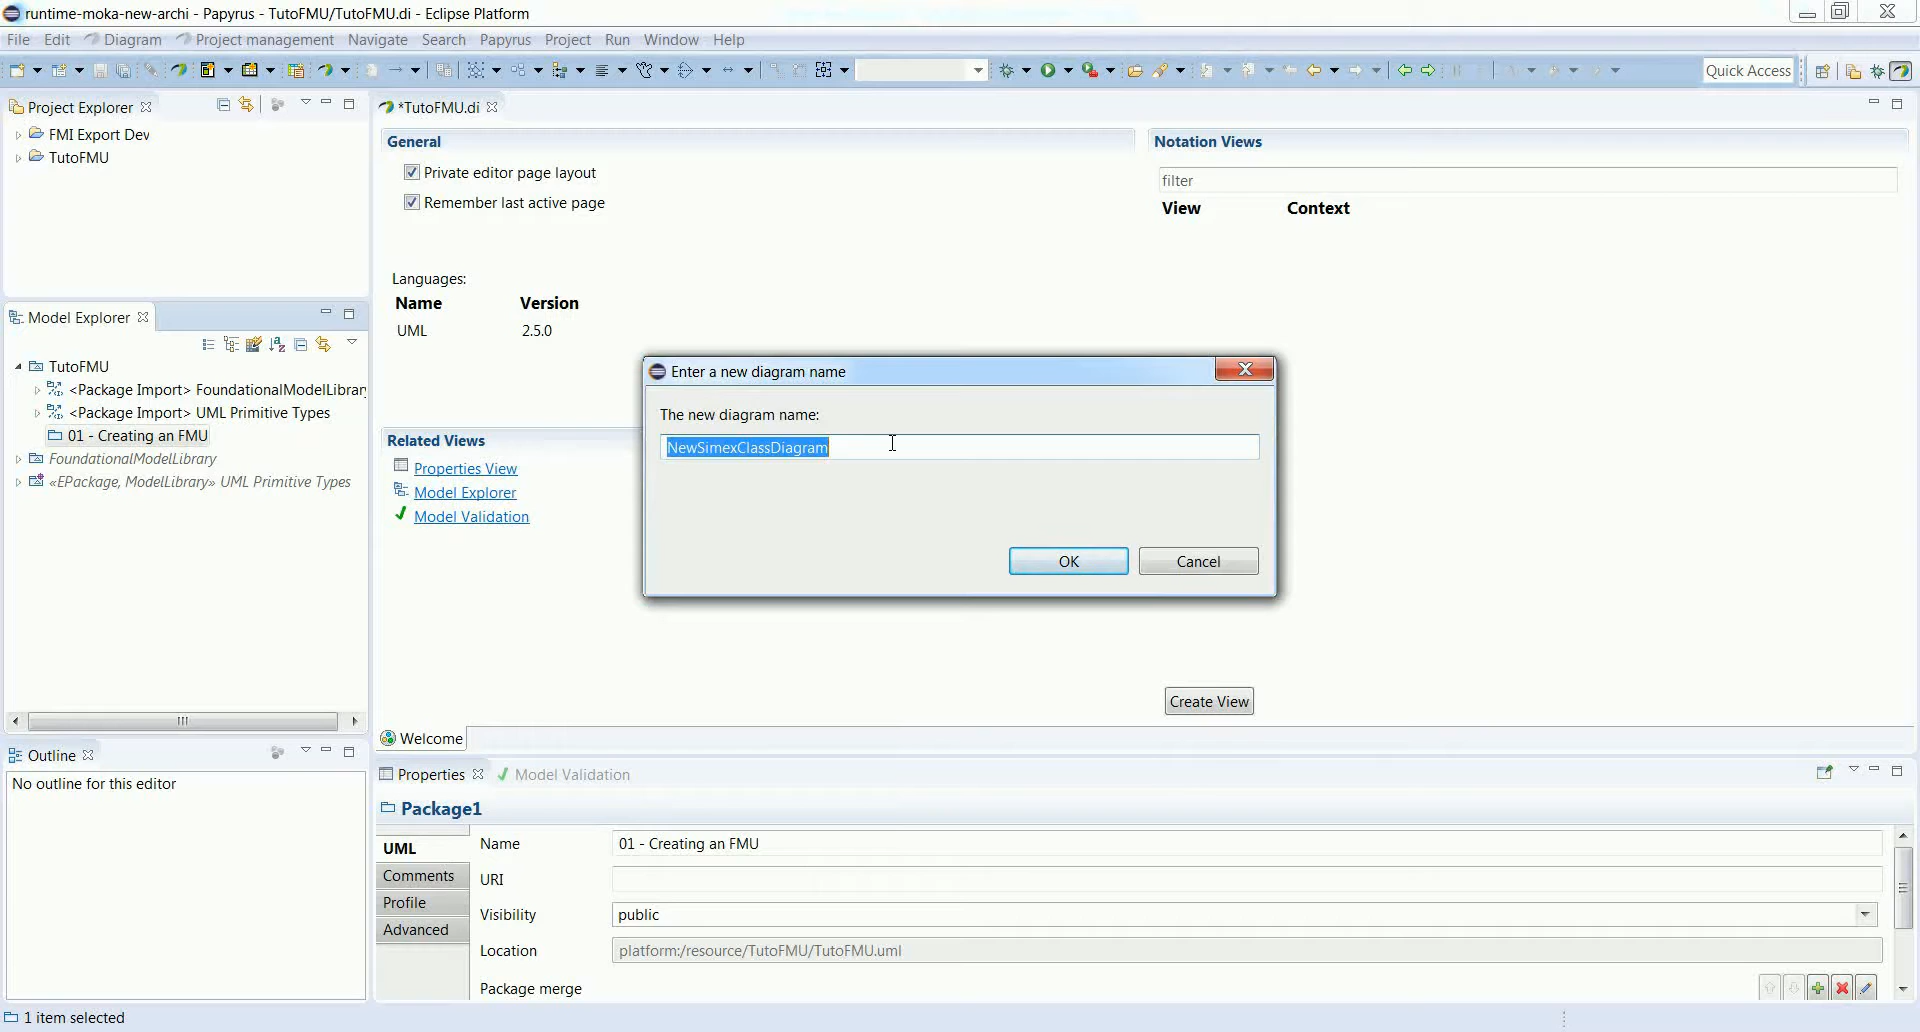 runtime-moka-new-archi - Papyrus - TutoFMU/TutoFMU.di - Eclipse Platform
File Edit Diagram Project management Navigate Search Papyrus Project Run Window Help
Quick Access
Project Explorer
FMI Export Dev
TutoFMU
*TutoFMU.di
General
Private editor page layout
Remember last active page
Languages:
Name Version
UML 2.5.0
Notation Views
filter
View Context
Model Explorer
TutoFMU
<Package Import> FoundationalModelLibrar
<Package Import> UML Primitive Types
01 - Creating an FMU
FoundationalModelLibrary
«EPackage, ModelLibrary» UML Primitive Types
Related Views
Properties View
Model Explorer
Model Validation
Enter a new diagram name
The new diagram name:
NewSimexClassDiagram
OK Cancel
Create View
Welcome
Outline
No outline for this editor
Properties Model Validation
Package1
UML
Comments
Profile
Advanced
Name 01 - Creating an FMU
URI
Visibility public
Location platform:/resource/TutoFMU/TutoFMU.uml
Package merge
1 item selected